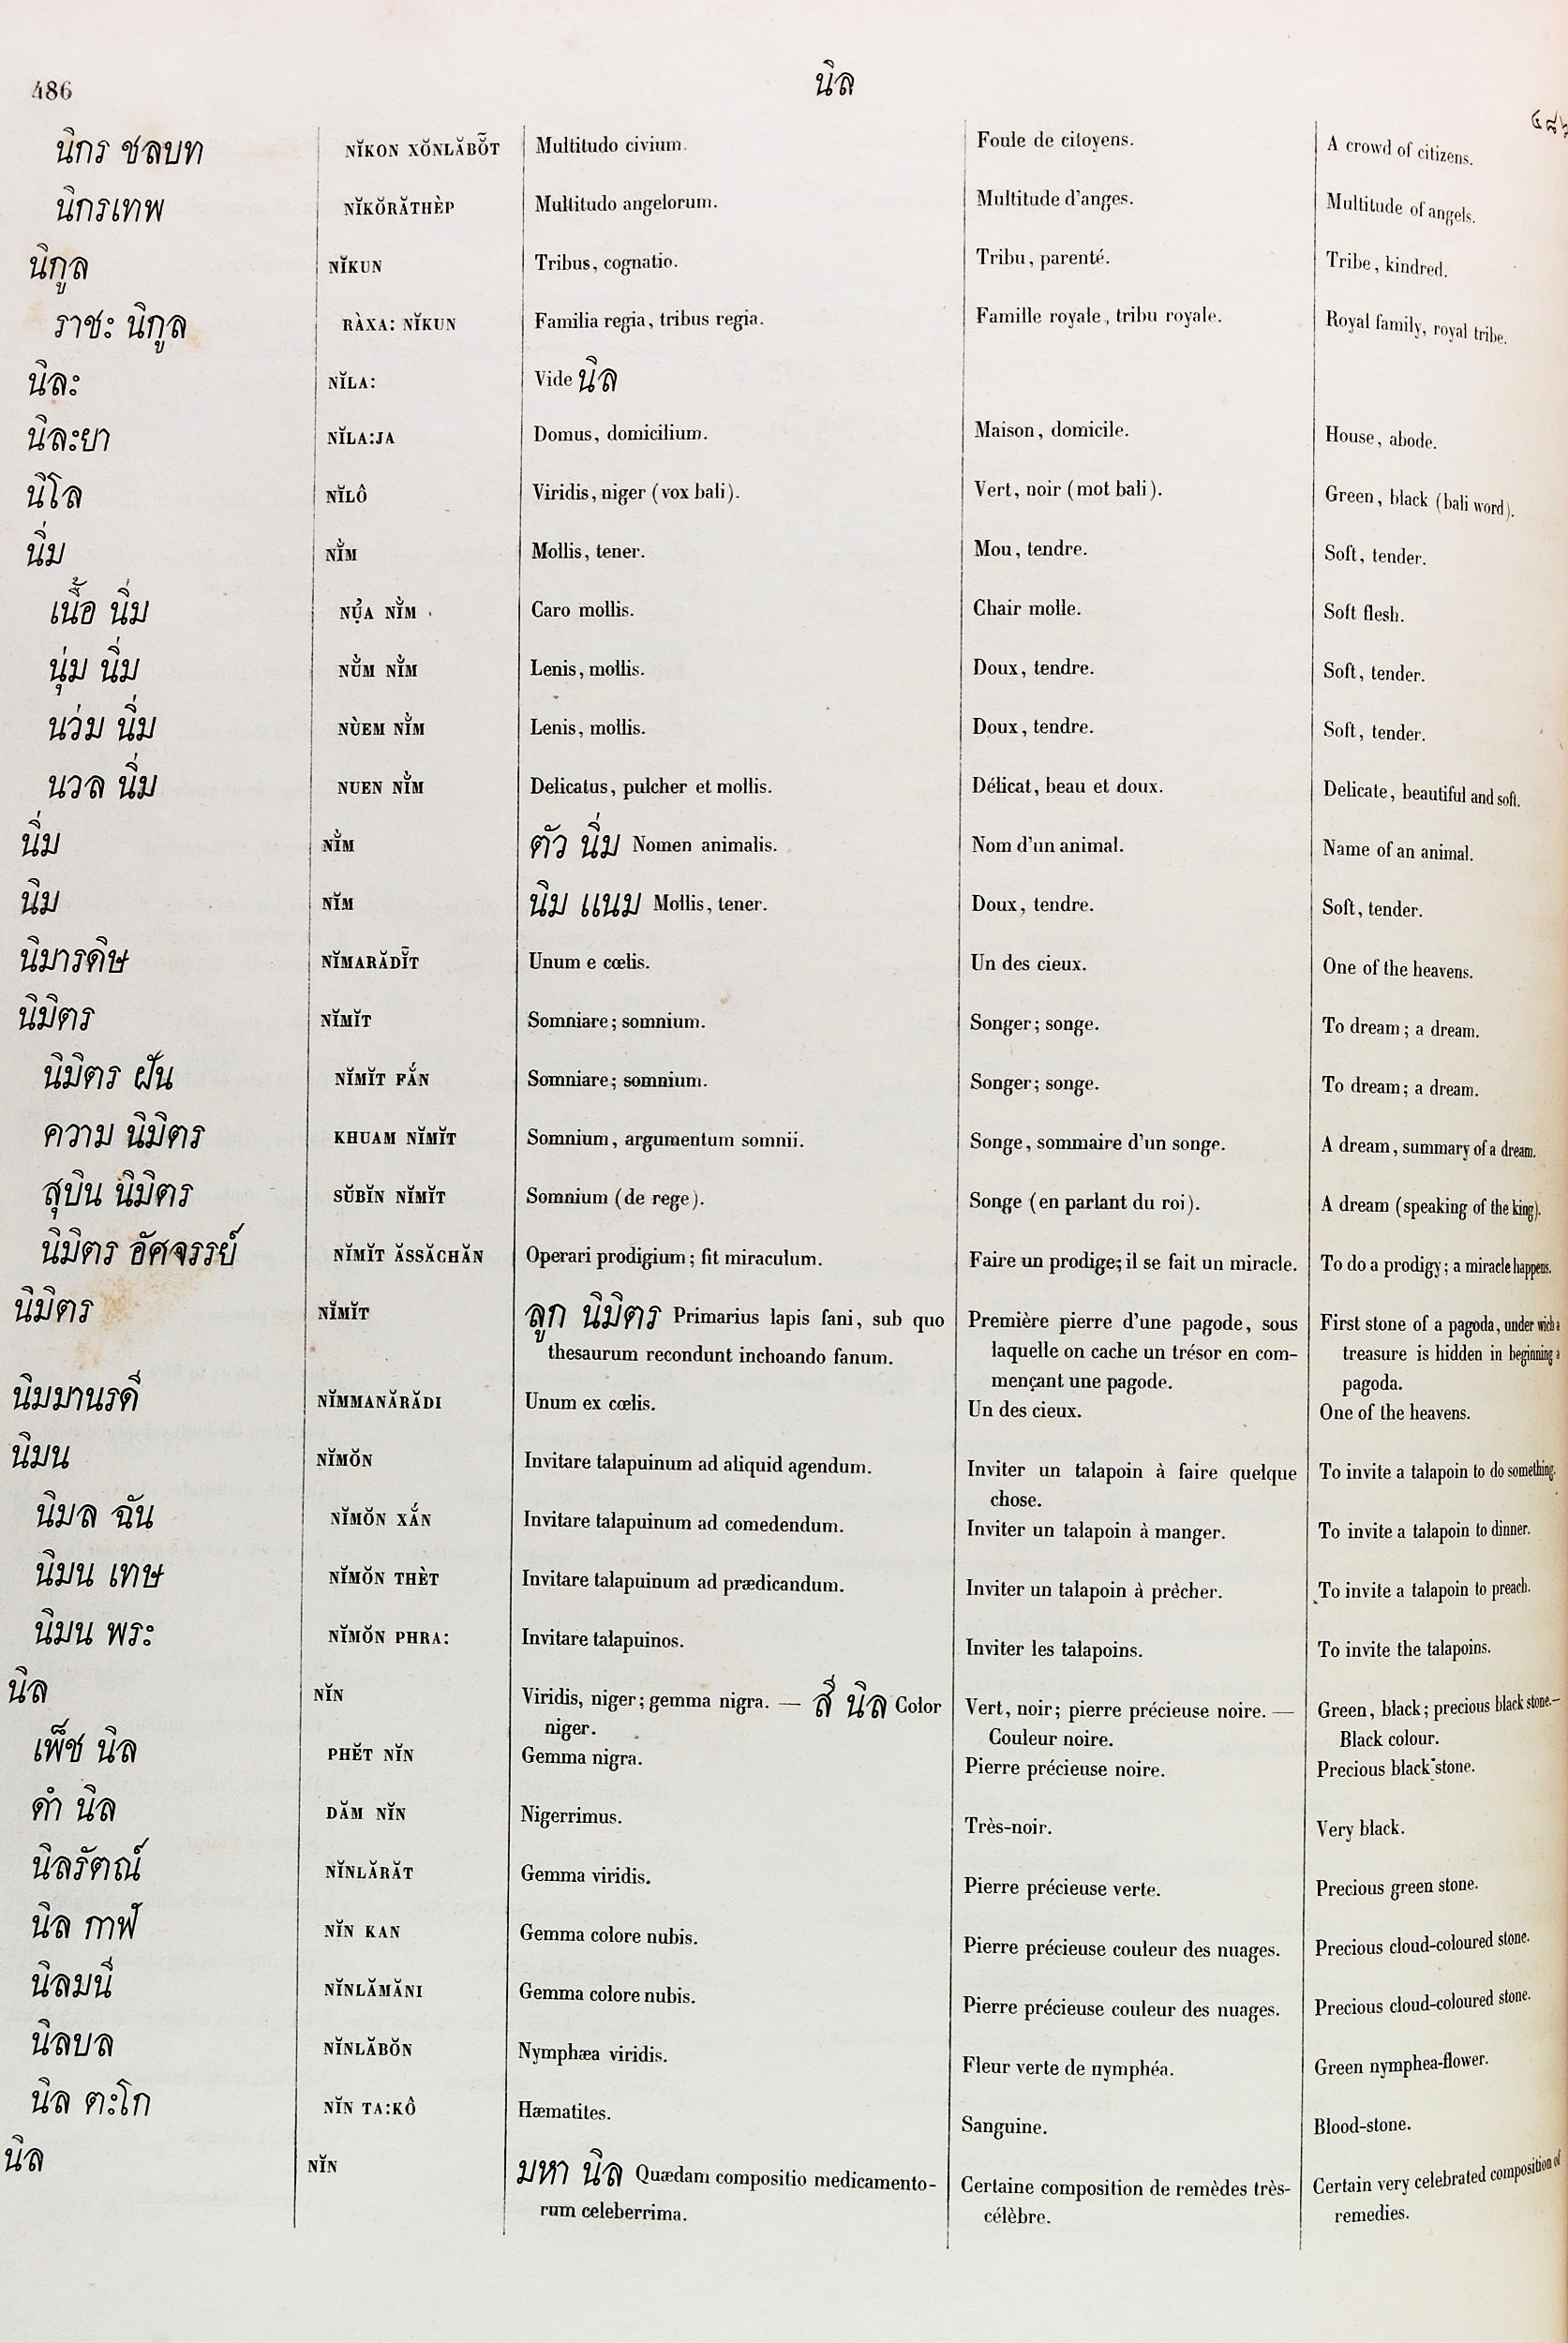 486
นิล
๔๘๖
นิกร ชลบท NĬKON XŎNLĂBŎ̃T Multitudo civium. Foule de citoyens. A crowd of citizens.
นิกรเทพ NĬKŎRĂTHÈP Multitudo angelorum. Multitude d'anges. Multitude of angels.
นิกูล NĬKUN Tribus, cognatio. Tribu, parenté. Tribe, kindred.
ราชะ นิกูล RÀXA: NĬKUN Familia regia, tribus regia. Famille royale, tribu royale. Royal family, royal tribe.
นิละ NĬLA: Vide นิล
นิละยา NĬLA:JA Domus, domicilium. Maison, domicile. House, abode.
นิโล NĬLÔ Viridis, niger (vox bali). Vert, noir (mot bali). Green, black (bali word).
นิ่ม NĬ̀M Mollis, tener. Mou, tendre. Soft, tender.
เนื้อ นิ่ม NỤ̉A NĬ̀M Caro mollis. Chair molle. Soft flesh.
นุ่ม นิ่ม NŬ̀M NĬ̀M Lenis, mollis. Doux, tendre. Soft, tender.
นว่ม นิ่ม NÙEM NĬ̀M Lenis, mollis. Doux, tendre. Soft, tender.
นวล นิ่ม NUEN NĬ̀M Delicatus, pulcher et mollis. Délicat, beau et doux. Delicate, beautiful and soft.
นิ่ม NĬ̀M ตัว นิ่ม Nomen animalis. Nom d'un animal. Name of an animal.
นิม NĬM นิม แนม Mollis, tener. Doux, tendre. Soft, tender.
นิมารดิษ NĬMARĂDĬ̃T Unum e cœlis. Un des cieux. One of the heavens.
นิมิตร NĬMĬT Somniare; somnium. Songer; songe. To dream; a dream.
นิมิตร ฝัน NĬMĬT FẮN Somniare; somnium. Songer; songe. To dream; a dream.
ความ นิมิตร KHUAM NĬMĬT Somnium, argumentum somnii. Songe, sommaire d'un songe. A dream, summary of a dream.
สุบิน นิมิตร SŬBĬN NĬMĬT Somnium (de rege). Songe (en parlant du roi). A dream (speaking of the king).
นิมิตร อัศจรรย์ NĬMĬT ĂSSĂCHĂN Operari prodigium; fit miraculum. Faire un prodige; il se fait un miracle. To do a prodigy; a miracle happens.
นิมิตร NĬMĬT ลูก นิมิตร Primarius lapis fani, sub quo Première pierre d'une pagode, sous First stone of a pagoda, under wich a
thesaurum recondunt inchoando fanum. laquelle on cache un trésor en com- treasure is hidden in beginning a
mençant une pagode. pagoda.
นิมมานรดี NĬMMANĂRĂDI Unum ex cœlis. Un des cieux. One of the heavens.
นิมน NĬMŎN Invitare talapuinum ad aliquid agendum. Inviter un talapoin à faire quelque To invite a talapoin to do something.
chose.
นิมล ฉัน NĬMŎN XẮN Invitare talapuinum ad comedendum. Inviter un talapoin à manger. To invite a talapoin to dinner.
นิมน เทษ NĬMŎN THÈT Invitare talapuinum ad prædicandum. Inviter un talapoin à prêcher. To invite a talapoin to preach.
นิมน พระ NĬMŎN PHRA: Invitare talapuinos. Inviter les talapoins. To invite the talapoins.
นิล NĬN Viridis, niger; gemma nigra. — สี นิล Color Vert, noir; pierre précieuse noire. — Green, black; precious black stone.—
niger. Couleur noire. Black colour.
เพ็ช นิล PHĔT NĬN Gemma nigra. Pierre précieuse noire. Precious black stone.
ดำ นิล DĂM NĬN Nigerrimus. Très-noir. Very black.
นิลรัตณ์ NĬNLĂRĂT Gemma viridis. Pierre précieuse verte. Precious green stone.
นิล กาฬ NĬN KAN Gemma colore nubis. Pierre précieuse couleur des nuages. Precious cloud-coloured stone.
นิลมนี NĬNLĂMĂNI Gemma colore nubis. Pierre précieuse couleur des nuages. Precious cloud-coloured stone.
นิลบล NĬNLĂBŎN Nymphæa viridis. Fleur verte de nymphéa. Green nymphea-flower.
นิล ตะโก NĬN TA:KÔ Hæmatites. Sanguine. Blood-stone.
นิล NĬN มหา นิล Quædam compositio medicamento- Certaine composition de remèdes très- Certain very celebrated composition of
rum celeberrima. célèbre. remedies.